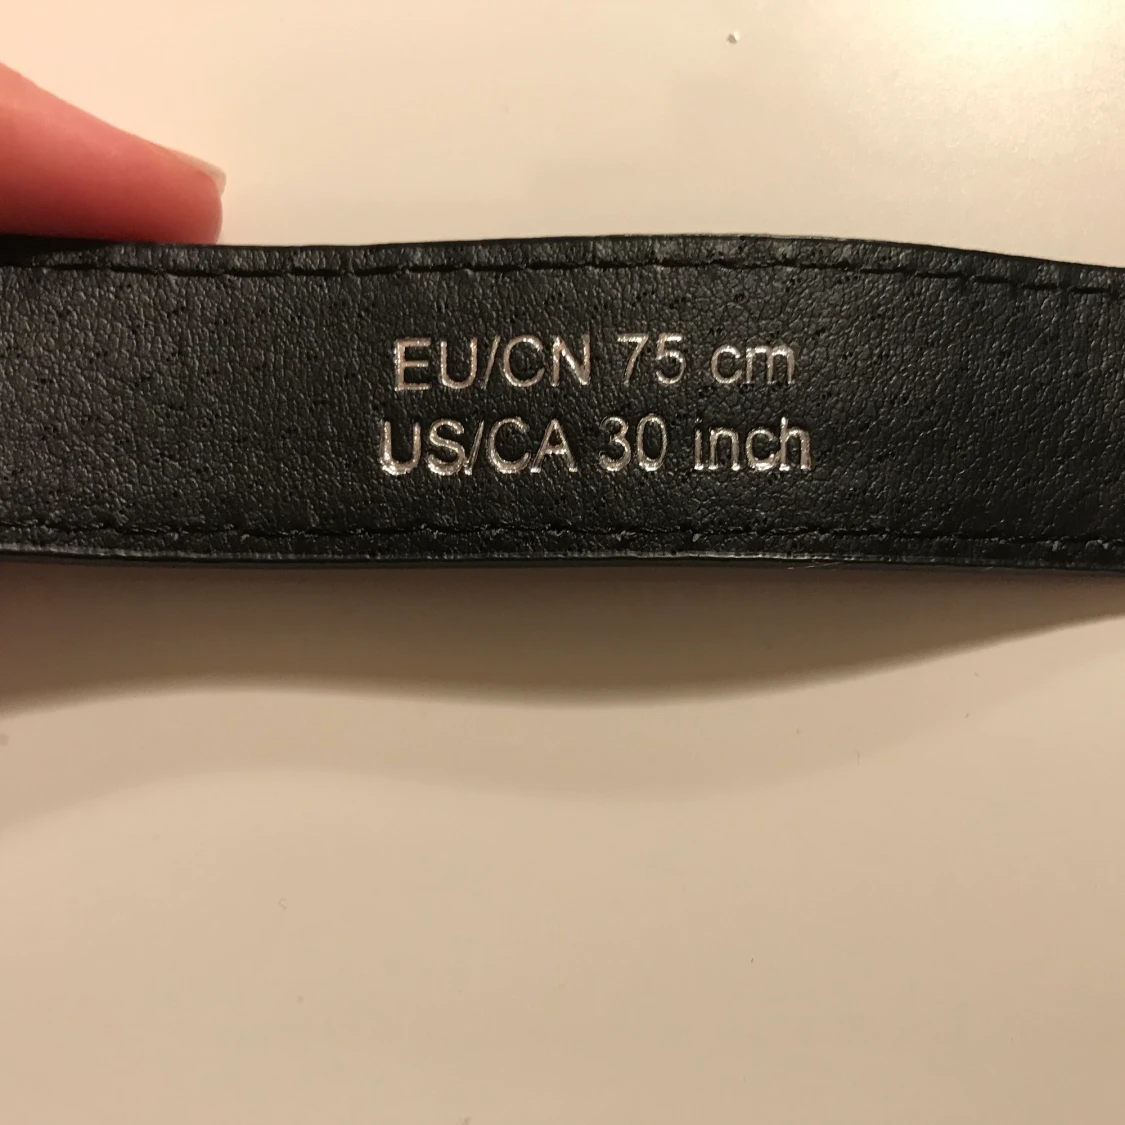 EU/CN 75 cm
US/CA 30 inch